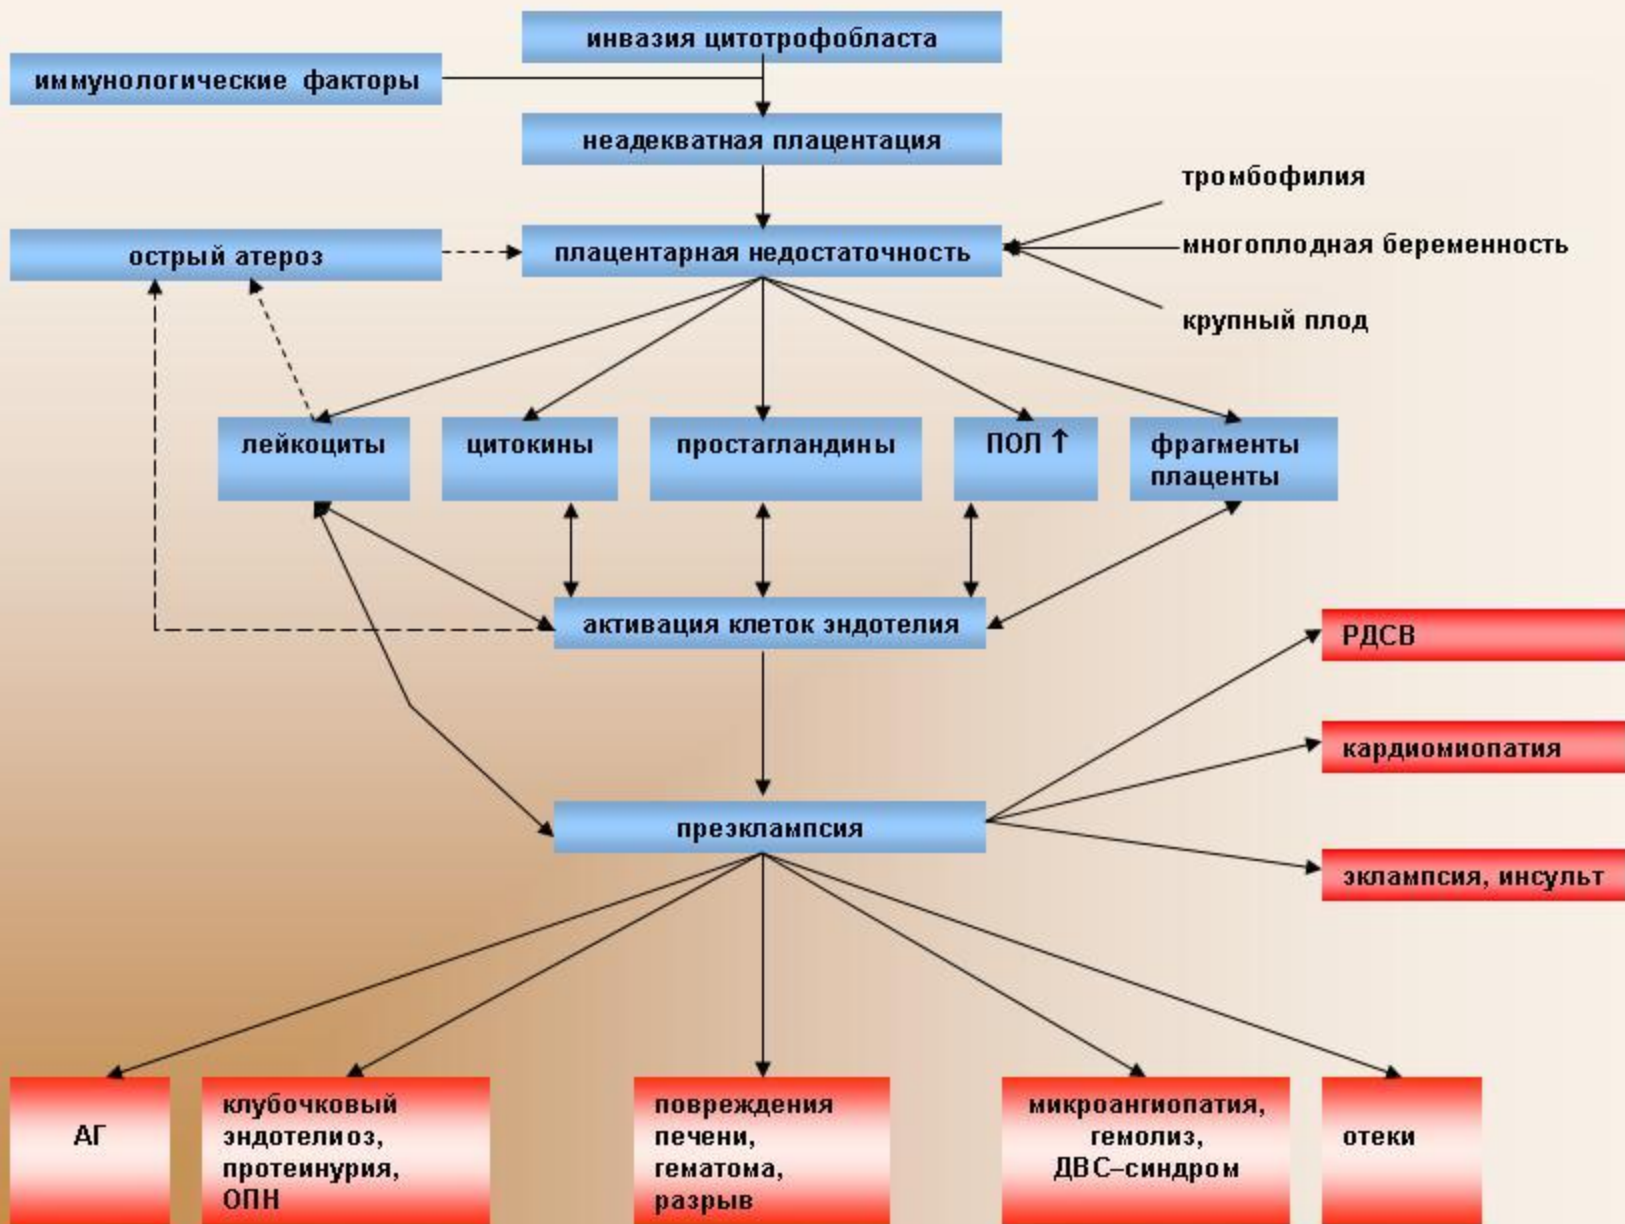 инвазия цитотрофобласта
иммунологические факторы
неадекватная плацентация
тромбофилия
острый атероз
плацентарная недостаточность
многоплодная беременность
крупный плод
лейкоциты
цитокины
простагландины
ПОЛ ↑
фрагменты
плаценты
активация клеток эндотелия
РДСВ
кардиомиопатия
преэклампсия
эклампсия, инсульт
АГ
клубочковый
эндотелиоз,
протеинурия,
ОПН
повреждения
печени,
гематома,
разрыв
микроангиопатия,
гемолиз,
ДВС–синдром
отеки